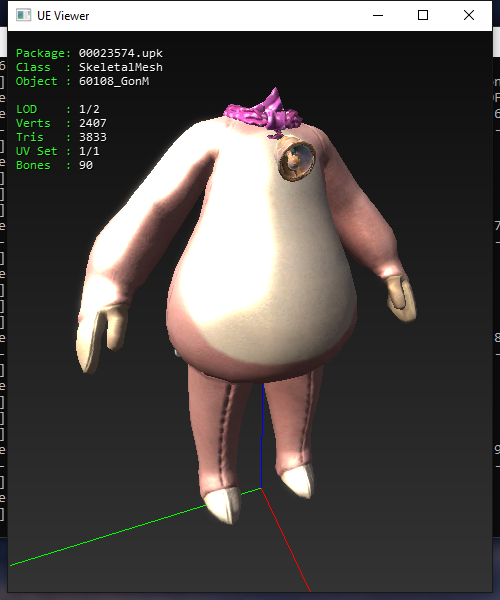 UE Viewer
Package: 00023574.upk
Class  : SkeletalMesh
Object : 60108_GonM
LOD    : 1/2
Verts  : 2407
Tris   : 3833
UV Set : 1/1
Bones  : 90